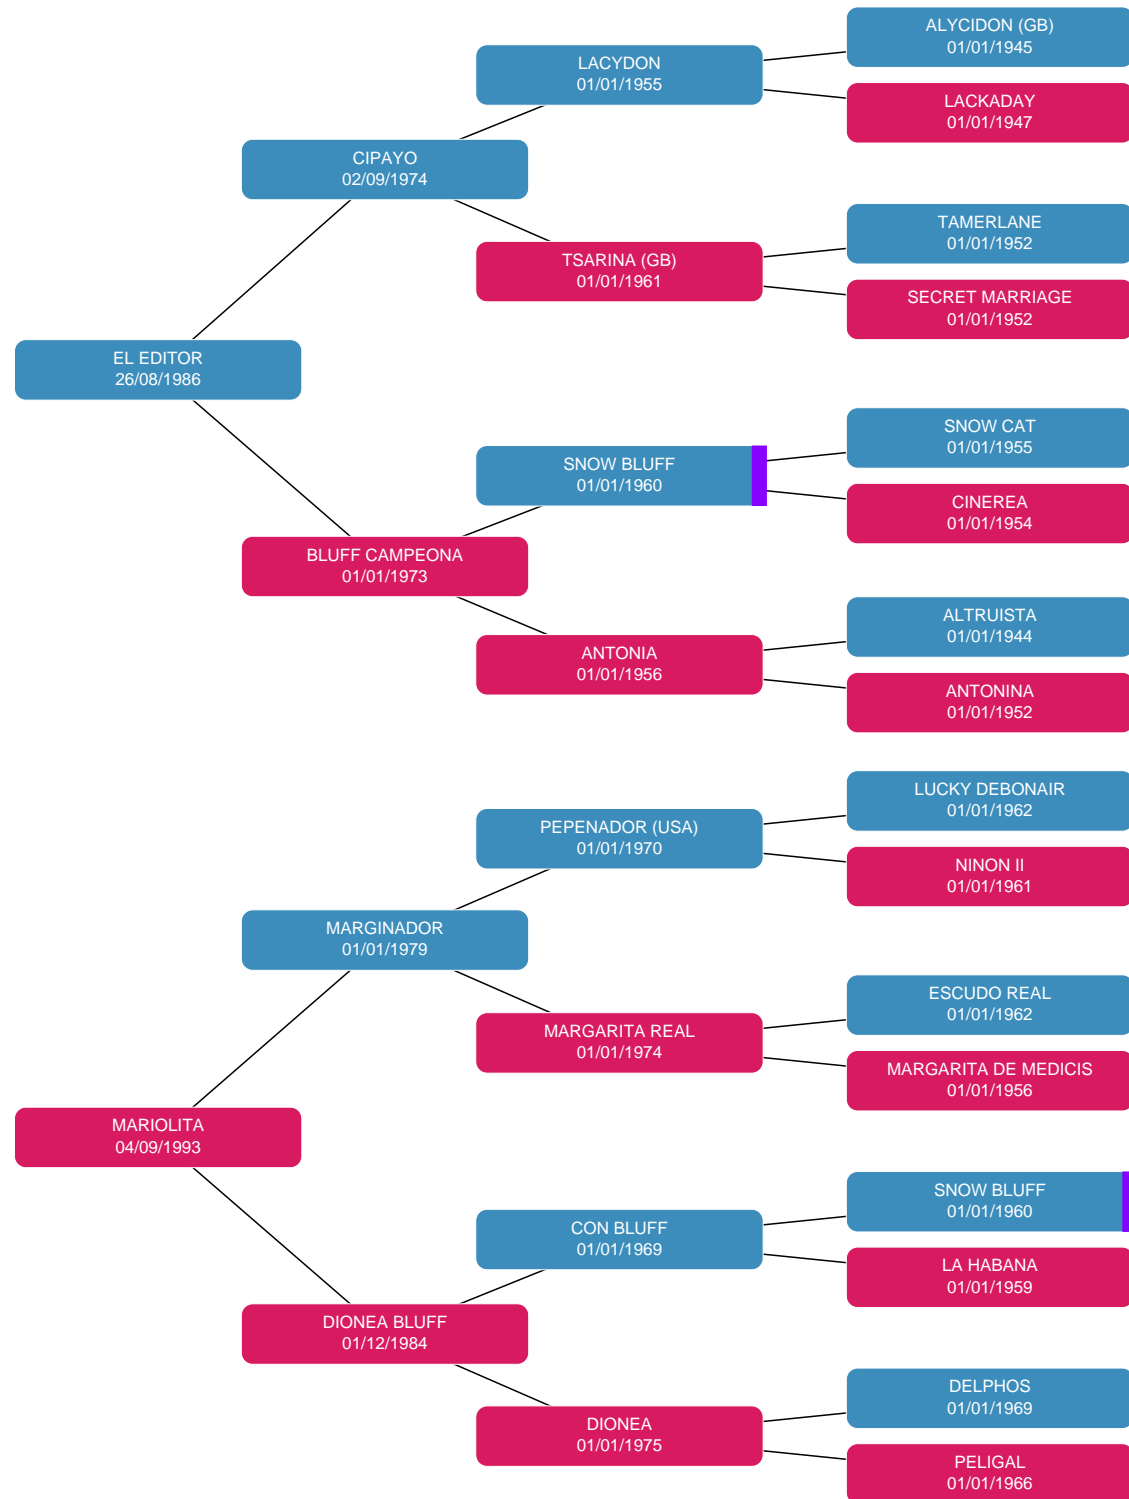 ALYCIDON (GB)
01/01/1945
LACYDON
01/01/1955
LACKADAY
01/01/1947
CIPAYO
02/09/1974
TAMERLANE
01/01/1952
TSARINA (GB)
01/01/1961
SECRET MARRIAGE
01/01/1952
EL EDITOR
26/08/1986
SNOW CAT
01/01/1955
SNOW BLUFF
01/01/1960
CINEREA
01/01/1954
BLUFF CAMPEONA
01/01/1973
ALTRUISTA
01/01/1944
ANTONIA
01/01/1956
ANTONINA
01/01/1952
LUCKY DEBONAIR
01/01/1962
PEPENADOR (USA)
01/01/1970
NINON II
01/01/1961
MARGINADOR
01/01/1979
ESCUDO REAL
01/01/1962
MARGARITA REAL
01/01/1974
MARGARITA DE MEDICIS
01/01/1956
MARIOLITA
04/09/1993
SNOW BLUFF
01/01/1960
CON BLUFF
01/01/1969
LA HABANA
01/01/1959
DIONEA BLUFF
01/12/1984
DELPHOS
01/01/1969
DIONEA
01/01/1975
PELIGAL
01/01/1966